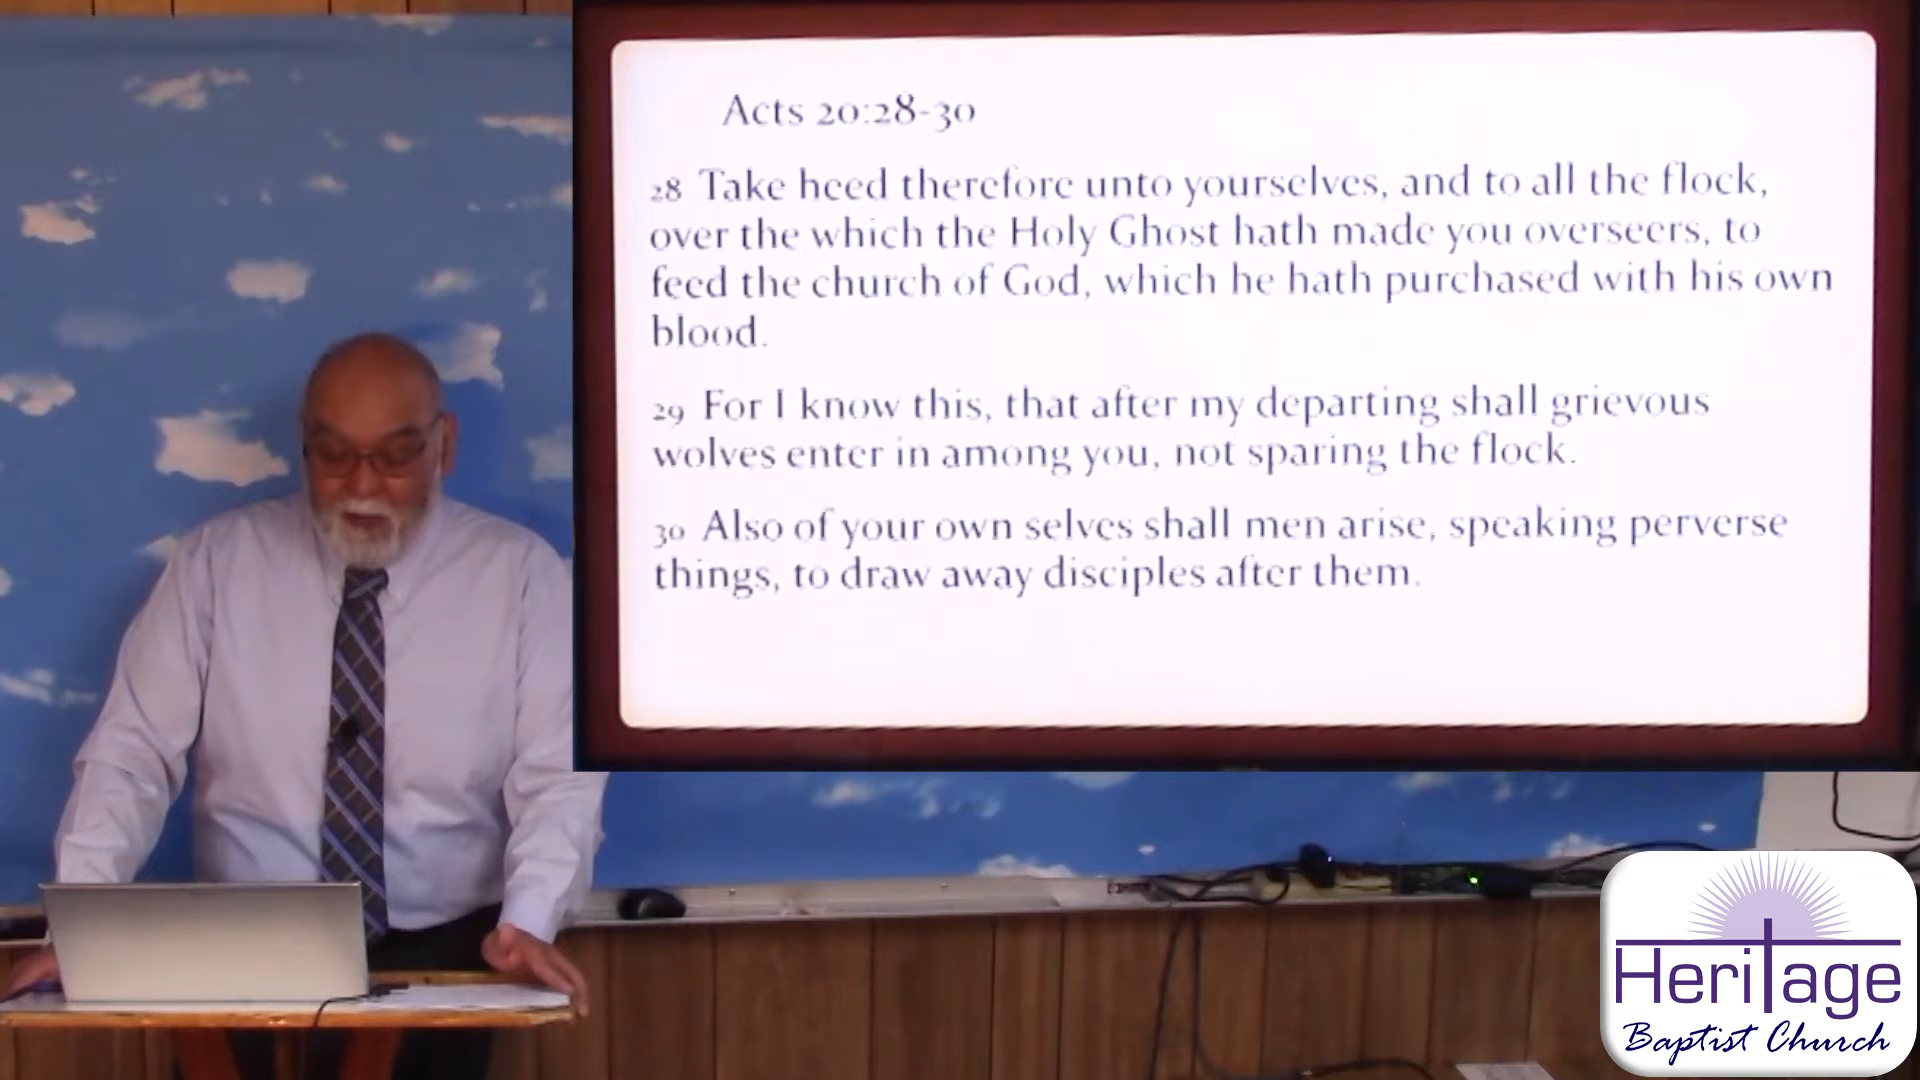 Acts 20:28-30
28 Take heed therefore unto yourselves, and to all the flock,
over the which the Holy Ghost hath made you overseers, to
feed the church of God, which he hath purchased with his own
blood.
29 For I know this, that after my departing shall grievous
wolves enter in among you, not sparing the flock.
30 Also of your own selves shall men arise, speaking perverse
things, to draw away disciples after them.
Heritage
Baptist Church